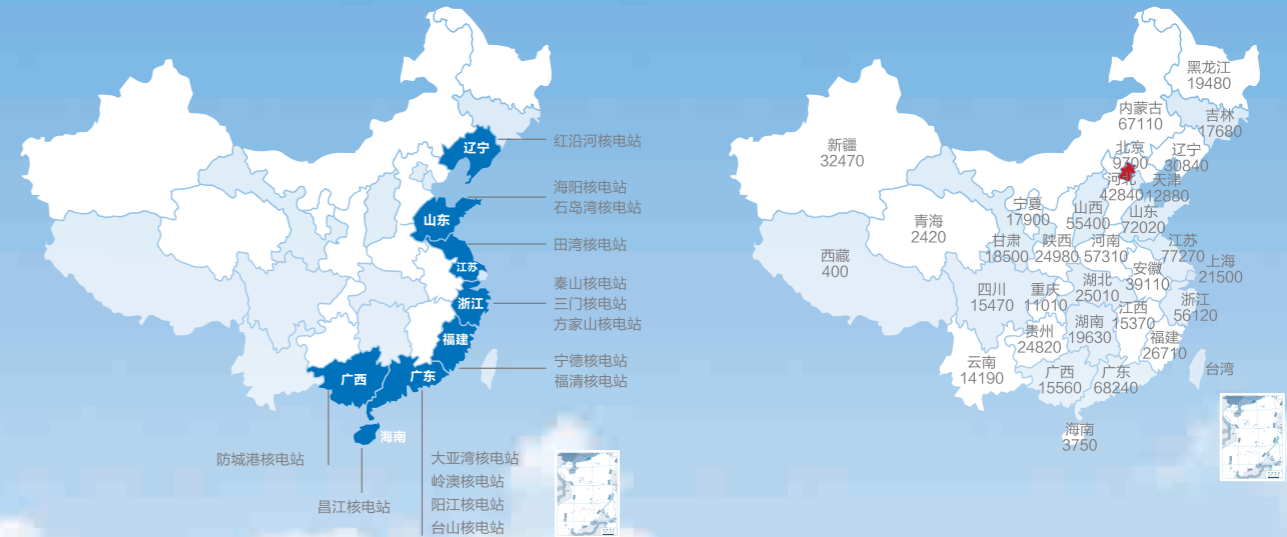 辽宁
红沿河核电站
海阳核电站
石岛湾核电站
山东
田湾核电站
江苏
秦山核电站
三门核电站
方家山核电站
浙江
福建
宁德核电站
福清核电站
广西
广东
海南
防城港核电站
昌江核电站
大亚湾核电站
岭澳核电站
阳江核电站
台山核电站
黑龙江
19480
内蒙古
67110
吉林
17680
新疆
32470
北京
9700
辽宁
30840
河北
42840
天津
12880
宁夏
17900
山西
55400
山东
72020
青海
2420
甘肃
18500
陕西
24980
河南
57310
江苏
77270
西藏
400
上海
21500
安徽
39110
四川
15470
重庆
11010
湖北
25010
浙江
56120
江西
15370
贵州
24820
湖南
19630
福建
26710
云南
14190
广西
15560
广东
68240
台湾
海南
3750